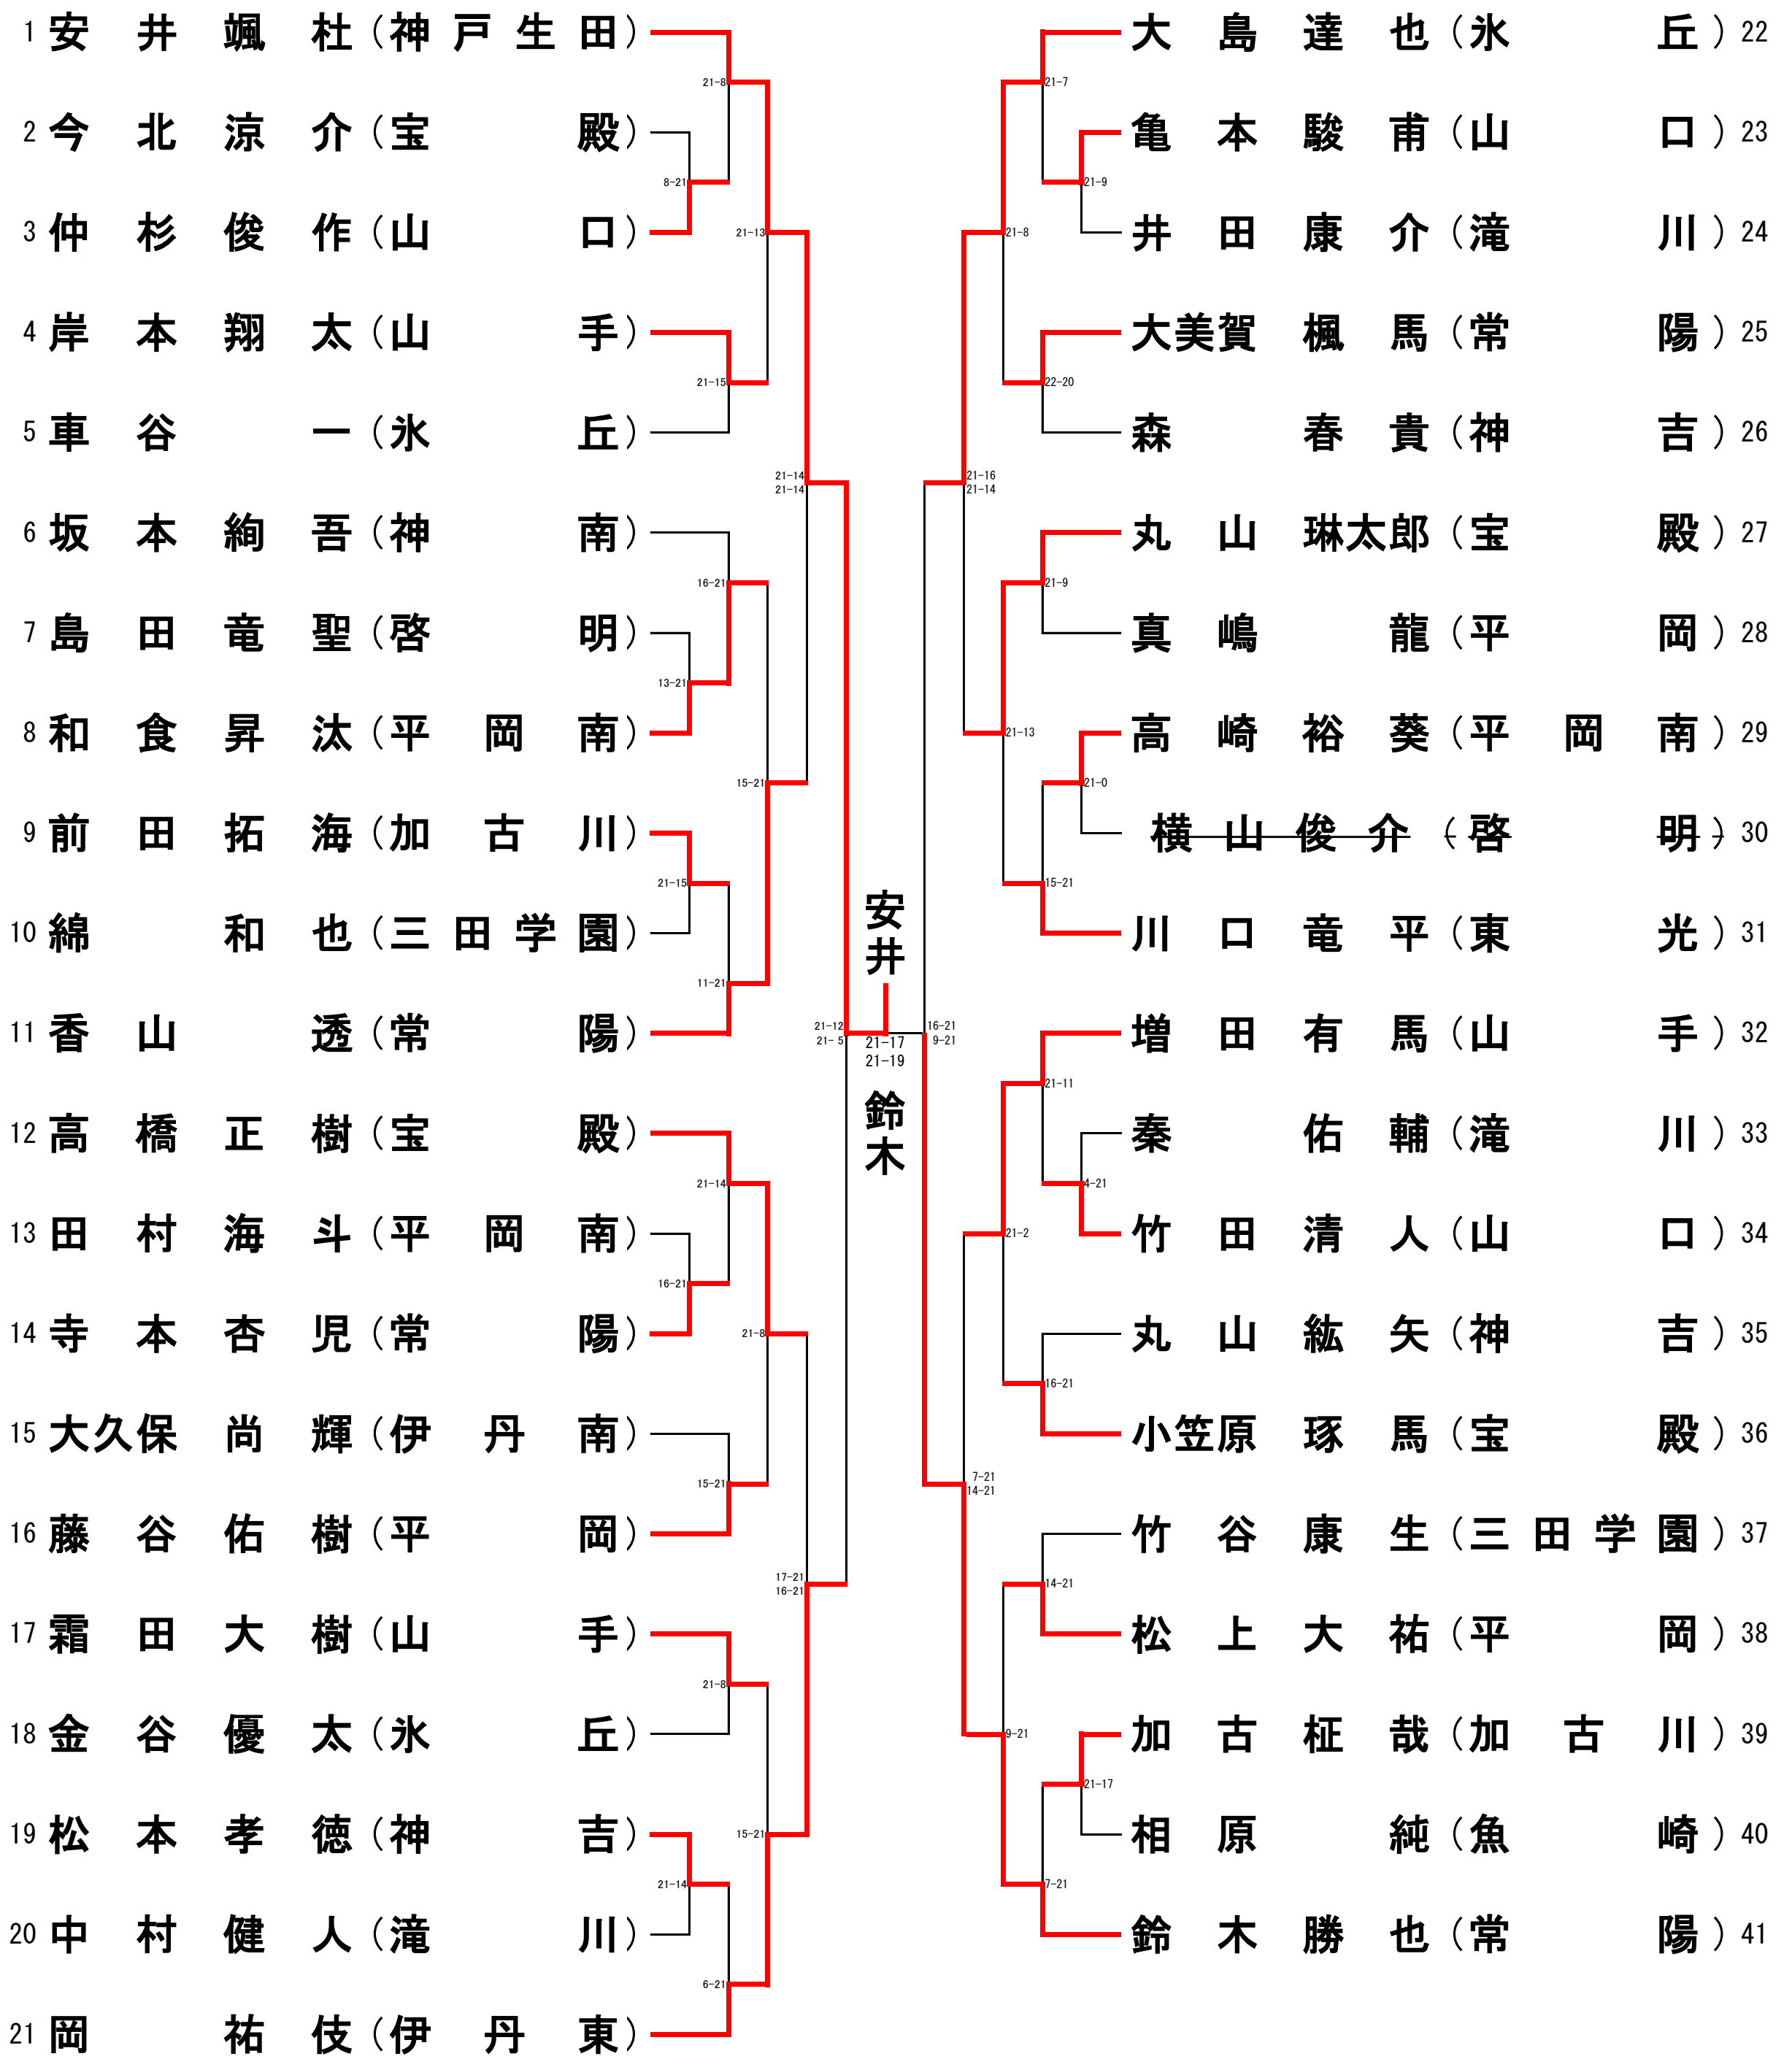 1 安井颯杜（神戸生田）
21-8
2 今北涼介（宝殿）
8-21
3 仲杉俊作（山口）
21-13
4 岸本翔太（山手）
21-15
5 車谷一（氷丘）
21-14
21-14
6 坂本絢吾（神南）
16-21
7 島田竜聖（啓明）
13-21
8 和食昇汰（平岡南）
15-21
9 前田拓海（加古川）
21-15
10 綿和也（三田学園）
11-21
11 香山透（常陽）
21-12
21- 5
12 高橋正樹（宝殿）
21-14
13 田村海斗（平岡南）
16-21
14 寺本杏児（常陽）
21-8
15 大久保尚輝（伊丹南）
15-21
16 藤谷佑樹（平岡）
17-21
16-21
17 霜田大樹（山手）
21-8
18 金谷優太（氷丘）
19 松本孝徳（神吉）
15-21
21-14
20 中村健人（滝川）
6-21
21 岡祐伎（伊丹東）
安井
21-17
21-19
鈴木
大島達也（氷丘）22
21-7
亀本駿甫（山口）23
21-9
井田康介（滝川）24
21-8
大美賀楓馬（常陽）25
22-20
森春貴（神吉）26
21-16
21-14
丸山琳太郎（宝殿）27
21-9
真嶋龍（平岡）28
21-13
高崎裕葵（平岡南）29
21-0
横山俊介（啓明）30
15-21
川口竜平（東光）31
16-21
9-21
増田有馬（山手）32
21-11
秦佑輔（滝川）33
4-21
竹田清人（山口）34
21-2
丸山紘矢（神吉）35
16-21
小笠原琢馬（宝殿）36
7-21
14-21
竹谷康生（三田学園）37
14-21
松上大祐（平岡）38
9-21
加古柾哉（加古川）39
21-17
相原純（魚崎）40
7-21
鈴木勝也（常陽）41